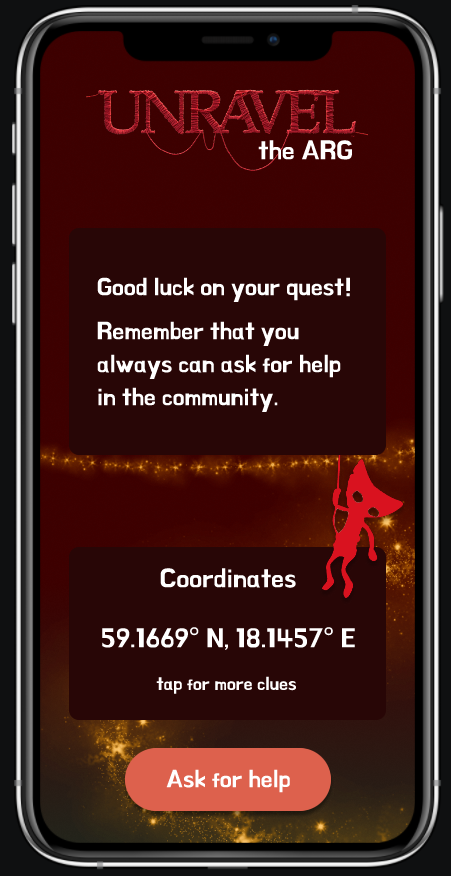 UNRAVEL
the ARG
Good luck on your quest!
Remember that you
always can ask for help
in the community.
Coordinates
59.1669° N, 18.1457° E
tap for more clues
Ask for help